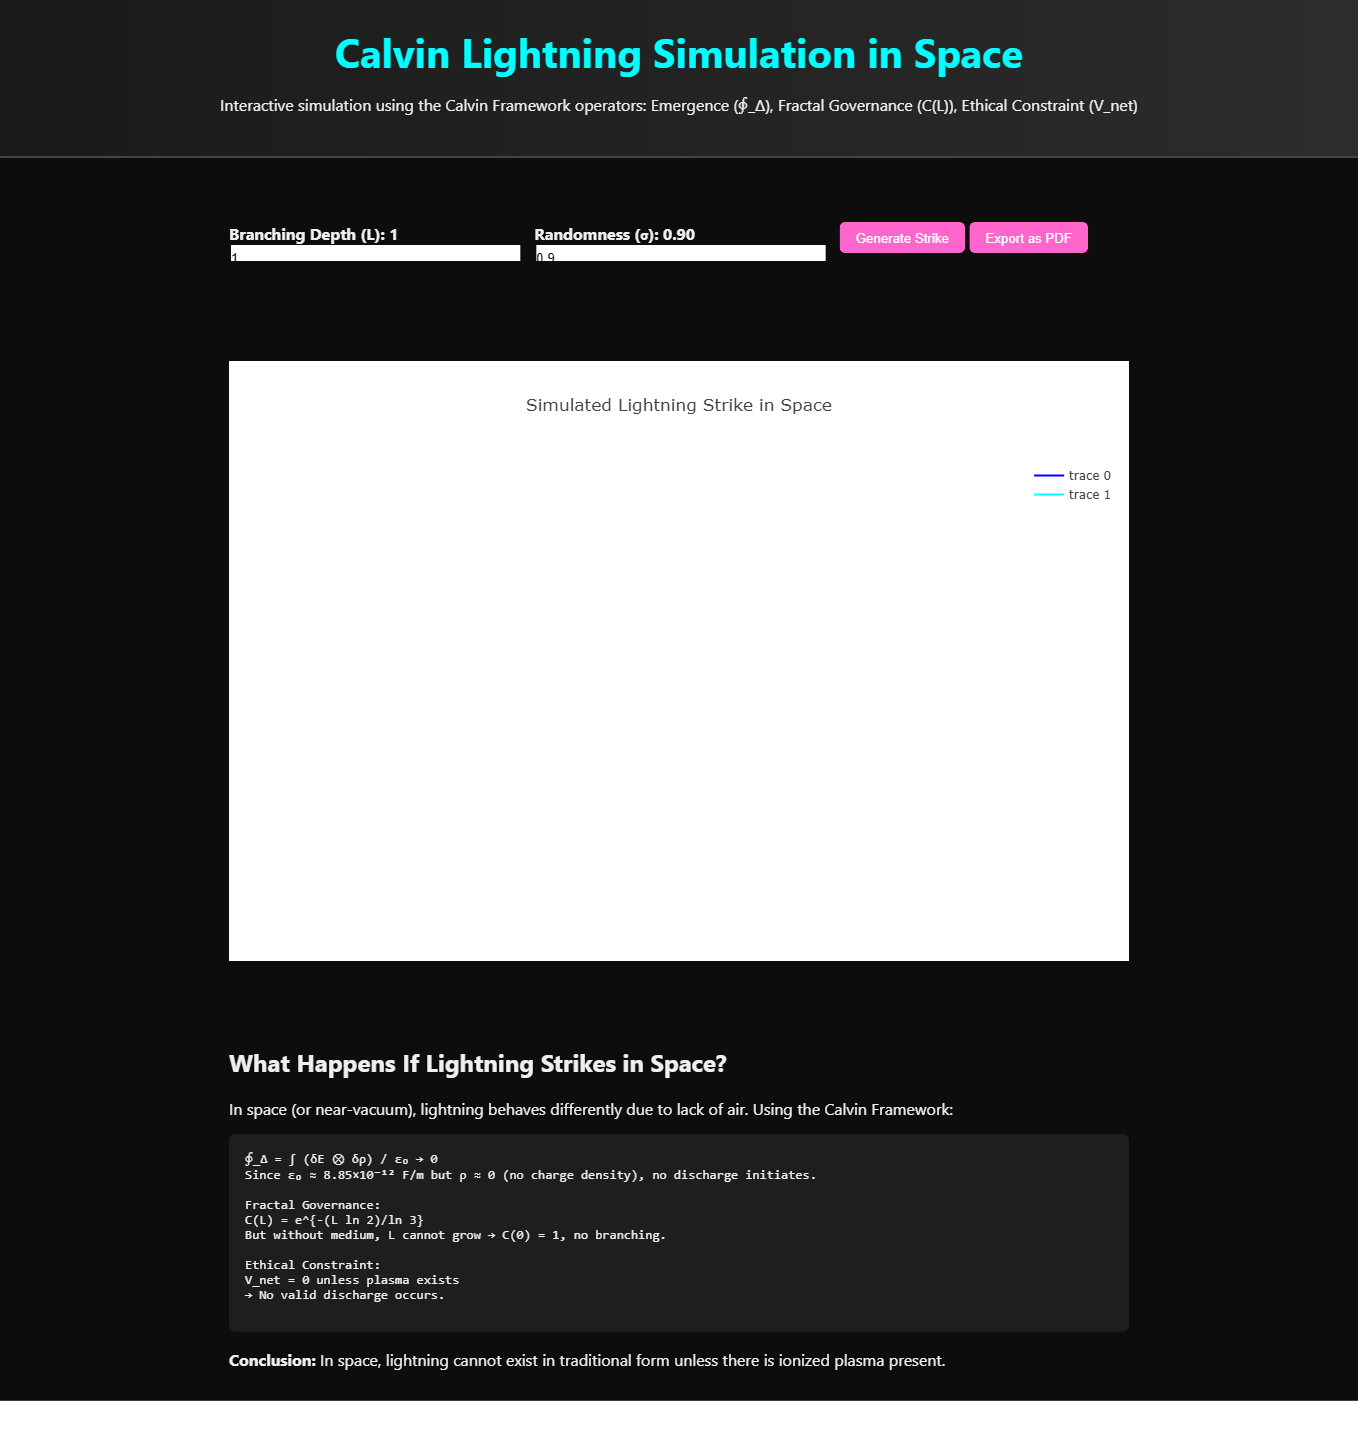 Calvin Lightning Simulation in Space
Interactive simulation using the Calvin Framework operators: Emergence (∮_Δ), Fractal Governance (C(L)), Ethical Constraint (V_net)
Branching Depth (L): 1
Randomness (σ): 0.90
Generate Strike
Export as PDF
1
0.9
Simulated Lightning Strike in Space
trace 0
trace 1
What Happens If Lightning Strikes in Space?
In space (or near-vacuum), lightning behaves differently due to lack of air. Using the Calvin Framework:
∮_Δ = ∫ (δE ⊗ δρ) / ε₀ → 0
Since ε₀ ≈ 8.85×10⁻¹² F/m but ρ ≈ 0 (no charge density), no discharge initiates.
Fractal Governance:
C(L) = e^{-(L ln 2)/ln 3}
But without medium, L cannot grow → C(0) = 1, no branching.
Ethical Constraint:
V_net = 0 unless plasma exists
→ No valid discharge occurs.
Conclusion: In space, lightning cannot exist in traditional form unless there is ionized plasma present.